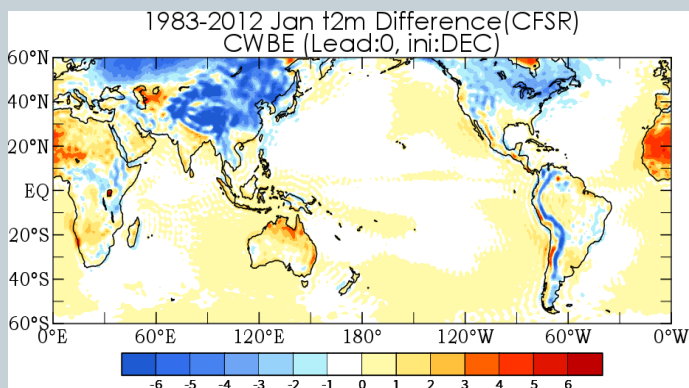 1983-2012 Jan t2m Difference(CFSR)
CWBE (Lead:0, ini:DEC)
60°N
40°N
20°N
EQ
20°S
40°S
60°S
0°E 60°E 120°E 180° 120°W 60°W 0°W
-6 -5 -4 -3 -2 -1 0 1 2 3 4 5 6